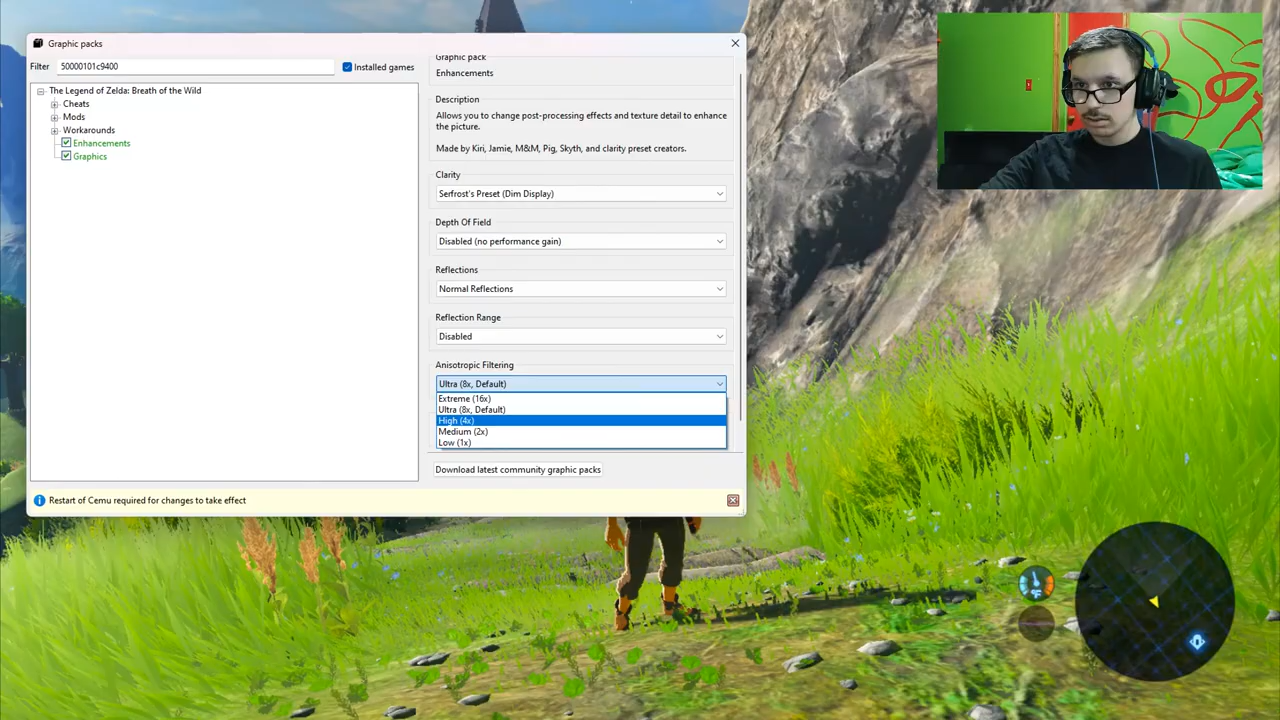 Graphic packs
Filter 50000101c9400 Installed games
The Legend of Zelda: Breath of the Wild
Cheats
Mods
Workarounds
Enhancements
Graphics
Graphic pack
Enhancements
Description
Allows you to change post-processing effects and texture detail to enhance
the picture.
Made by Kiri, Jamie, M&M, Pig, Skyth, and clarity preset creators.
Clarity
Serfrost's Preset (Dim Display)
Depth Of Field
Disabled (no performance gain)
Reflections
Normal Reflections
Reflection Range
Disabled
Anisotropic Filtering
Ultra (8x, Default)
Extreme (16x)
Ultra (8x, Default)
High (4x)
Medium (2x)
Low (1x)
Download latest community graphic packs
Restart of Cemu required for changes to take effect